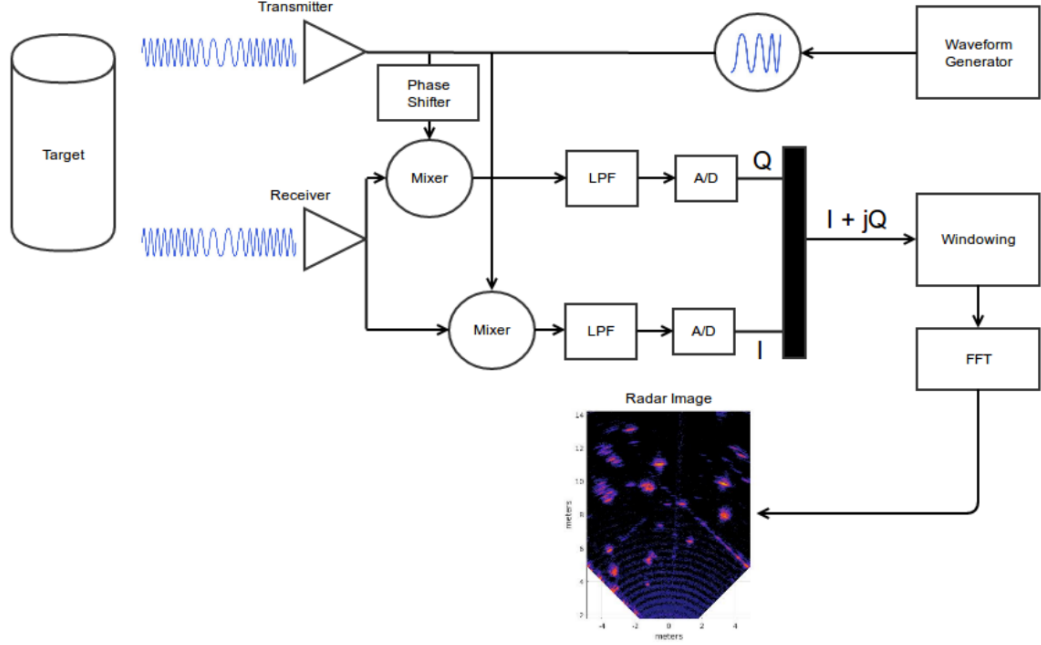 Transmitter
Waveform
Generator
Phase
Shifter
Target
Mixer
LPF
A/D
Q
Receiver
I + jQ
Windowing
Mixer
LPF
A/D
I
FFT
Radar Image
14
12
10
8
6
4
2
meters
-4
-2
0
2
4
meters